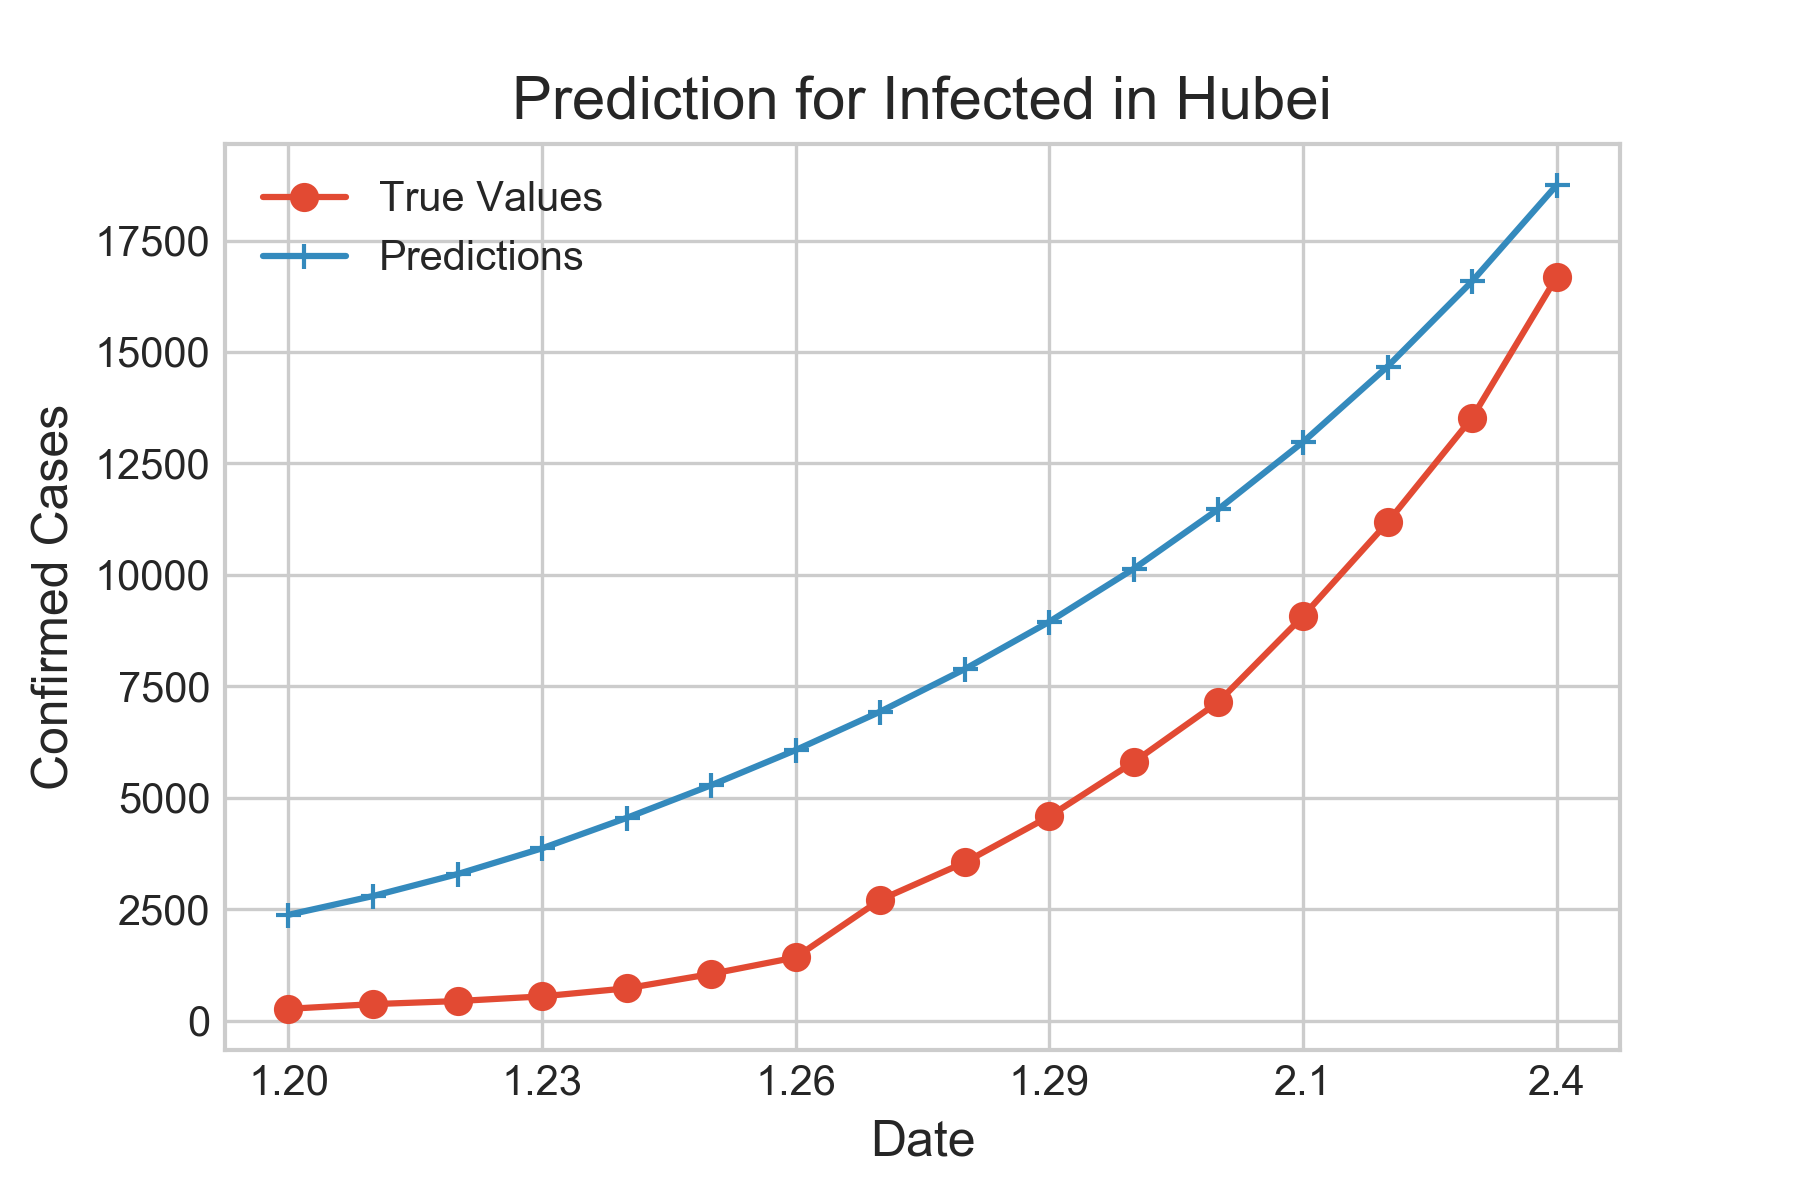 Prediction for Infected in Hubei
True Values
Predictions
17500
15000
12500
10000
7500
5000
2500
0
Confirmed Cases
1.20 1.23 1.26 1.29 2.1 2.4
Date